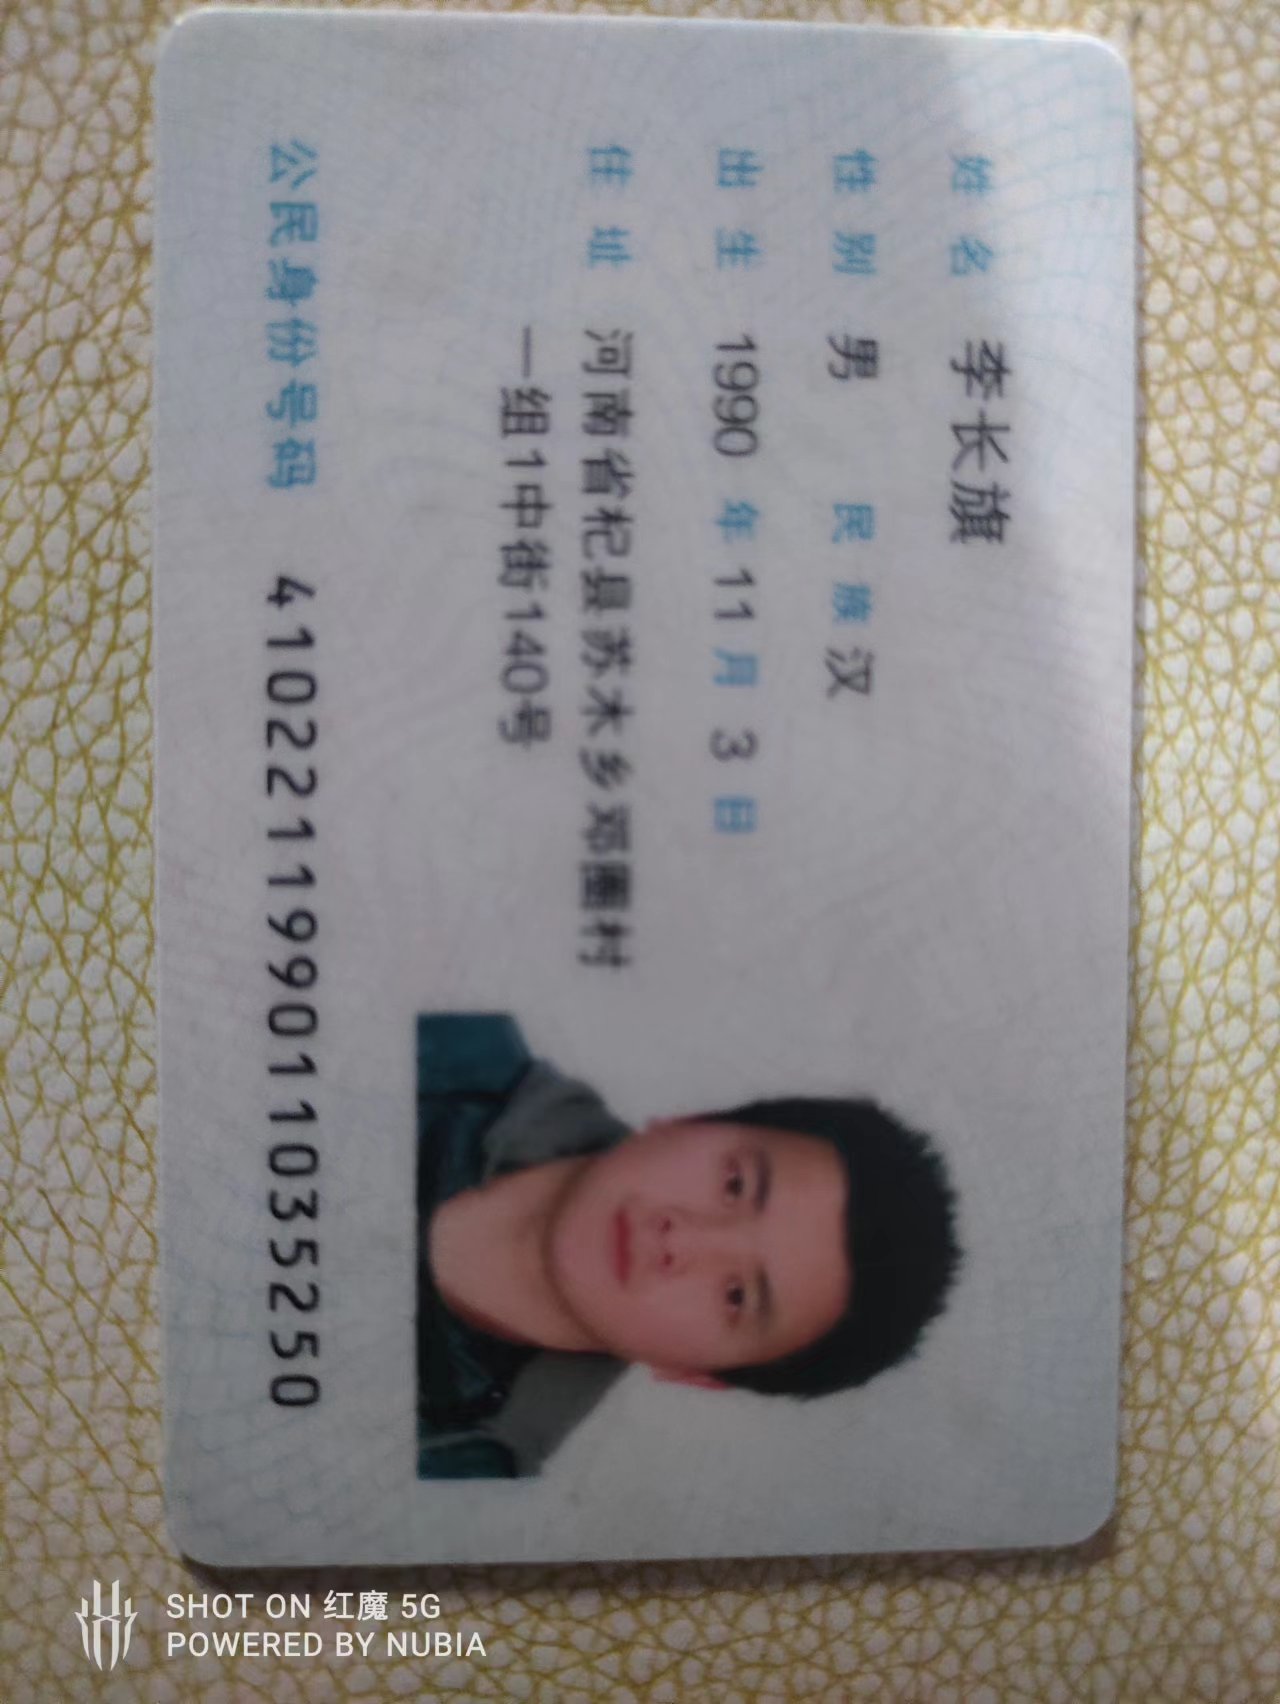 姓名 李长旗
性别 男 民族 汉
出生 1990 年 11 月 3 日
住址 河南省杞县苏木乡邓圈村
一组1中街140号
公民身份号码 410221199011035250
SHOT ON 红魔 5G
POWERED BY NUBIA